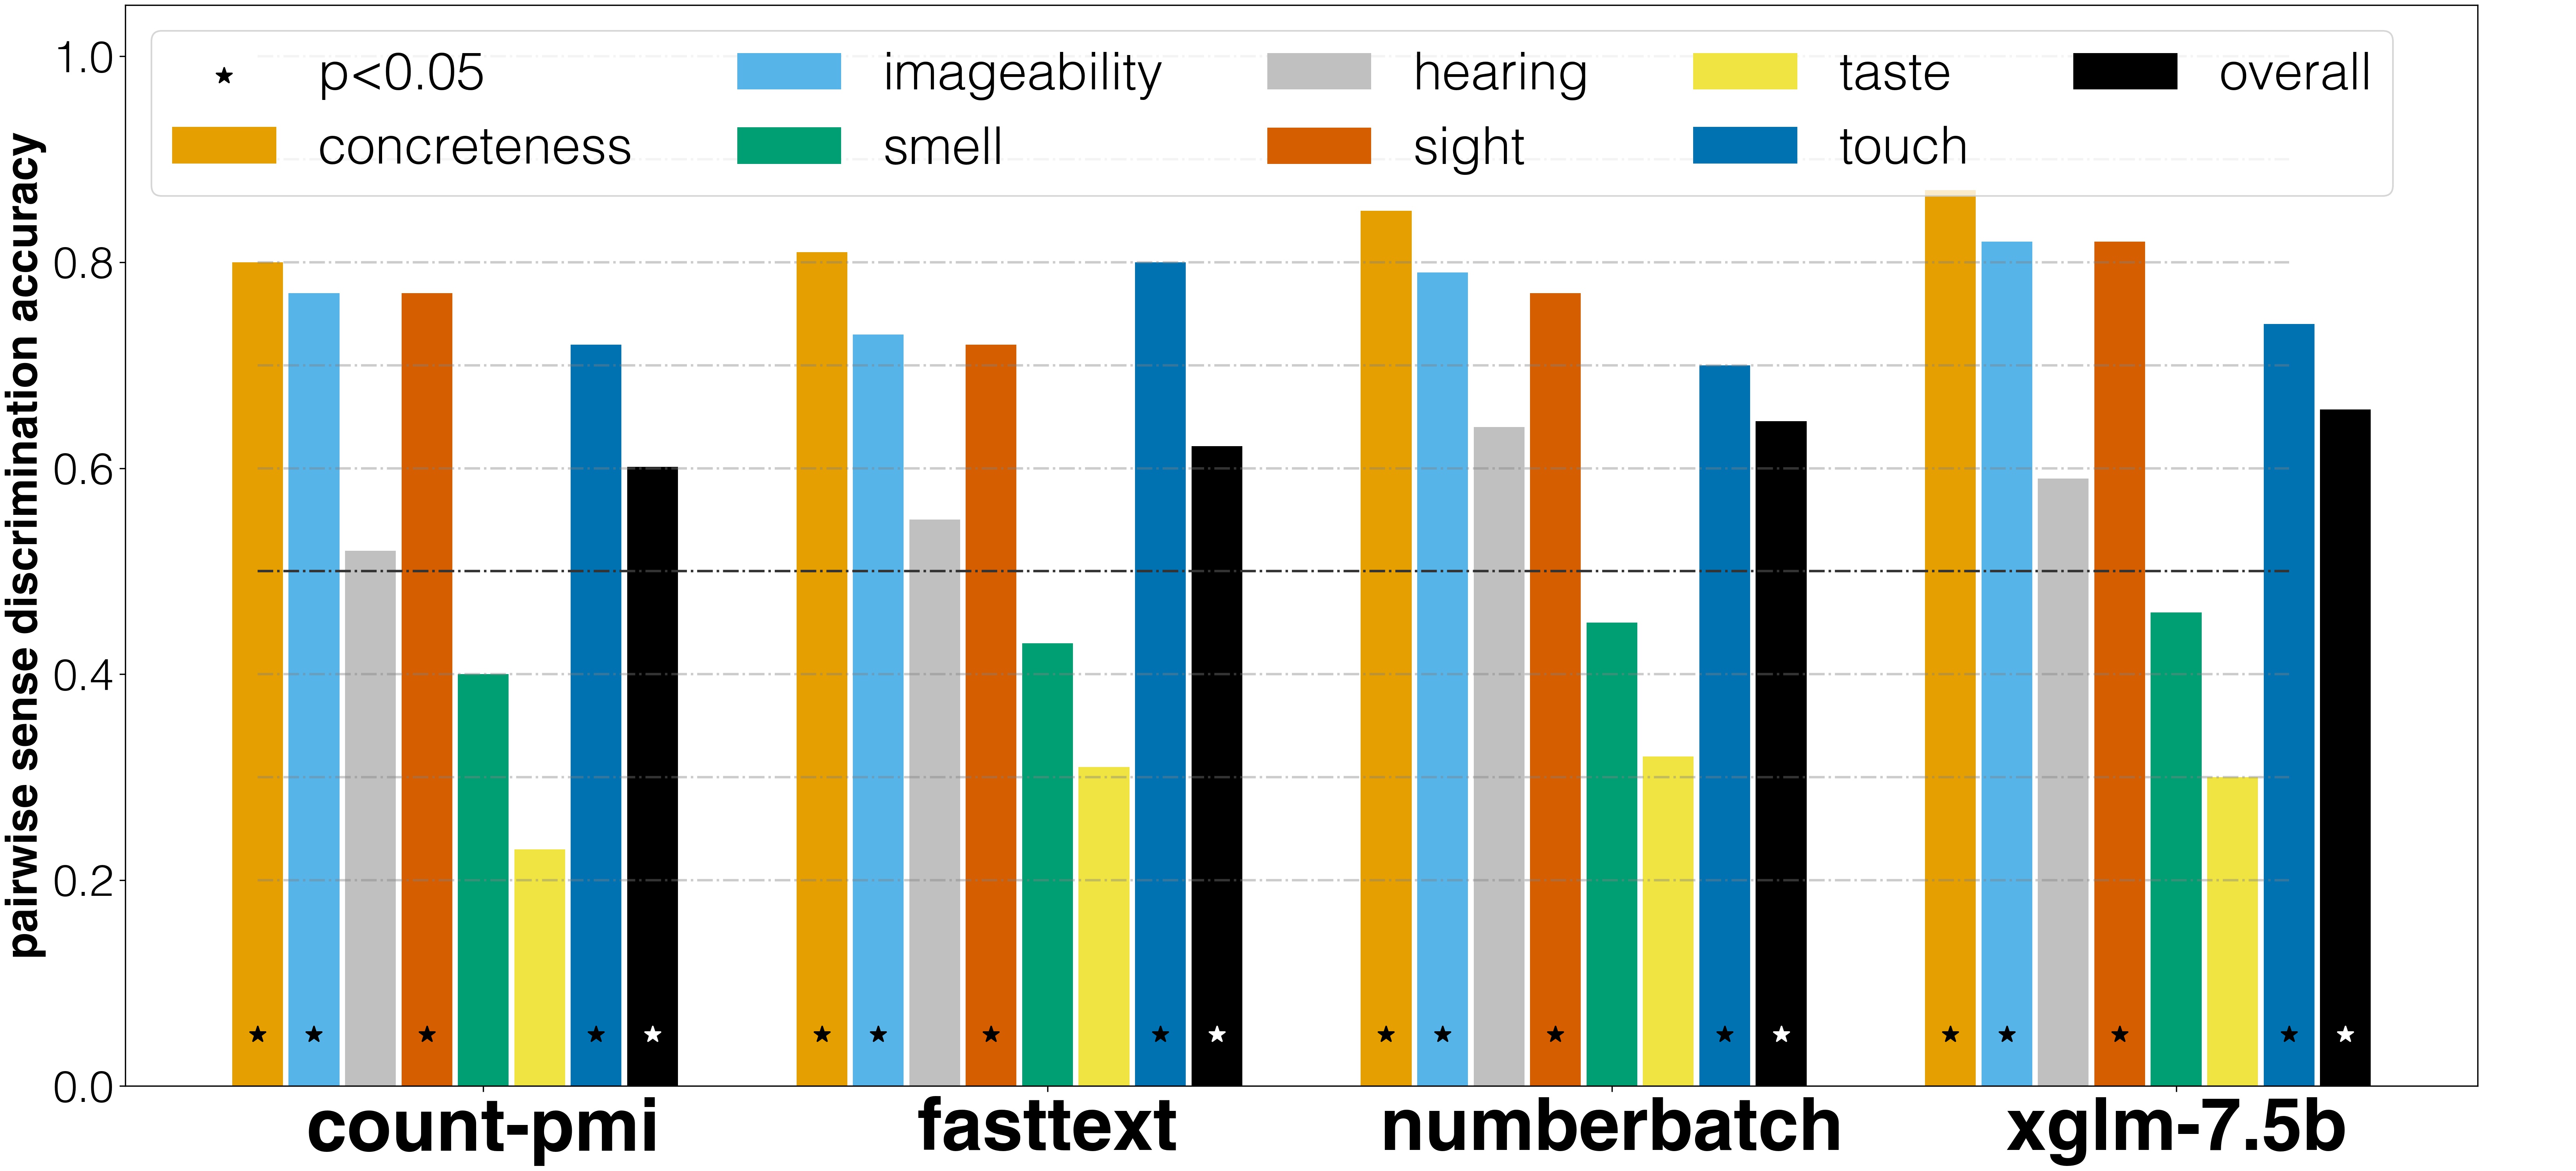 pairwise sense discrimination accuracy
1.0
0.8
0.6
0.4
0.2
0.0
p<0.05
concreteness
imageability
smell
hearing
sight
taste
touch
overall
count-pmi
fasttext
numberbatch
xglm-7.5b